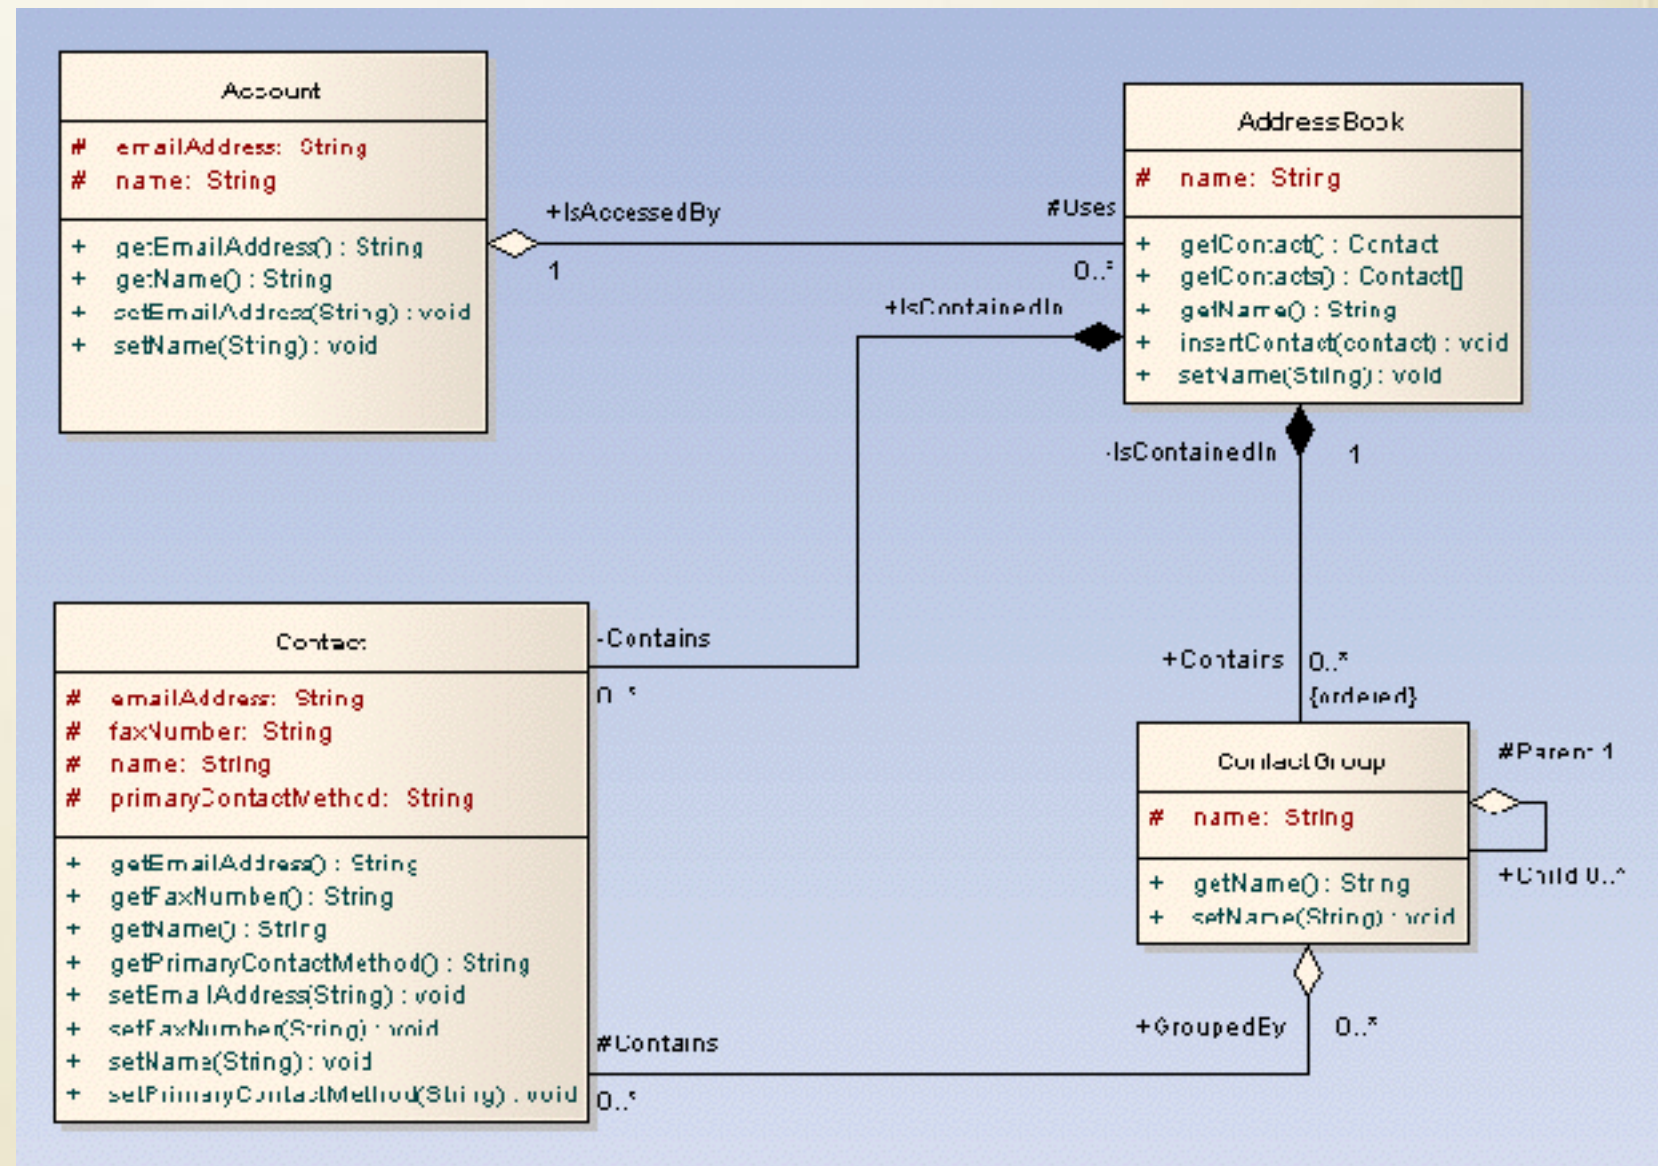 Account
# emailAddress: String
# name: String
+ getEmailAddress() : String
+ getName() : String
+ setEmailAddress(String) : void
+ setName(String) : void
+IsAccessedBy
1
#Uses
0..*
AddressBook
# name: String
+ getContact() : Contact
+ getContacts() : Contact[]
+ getName() : String
+ insertContact(contact) : void
+ setName(String) : void
+IsContainedIn
-IsContainedIn
1
Contact
# emailAddress: String
# faxNumber: String
# name: String
# primaryContactMethod: String
+ getEmailAddress() : String
+ getFaxNumber() : String
+ getName() : String
+ getPrimaryContactMethod() : String
+ setEmailAddress(String) : void
+ setFaxNumber(String) : void
+ setName(String) : void
+ setPrimaryContactMethod(String) : void
-Contains
0..*
+Contains
0..*
{ordered}
ContactGroup
# name: String
+ getName() : String
+ setName(String) : void
#Parent 1
+Child 0..*
+GroupedBy
0..*
#Contains
0..*